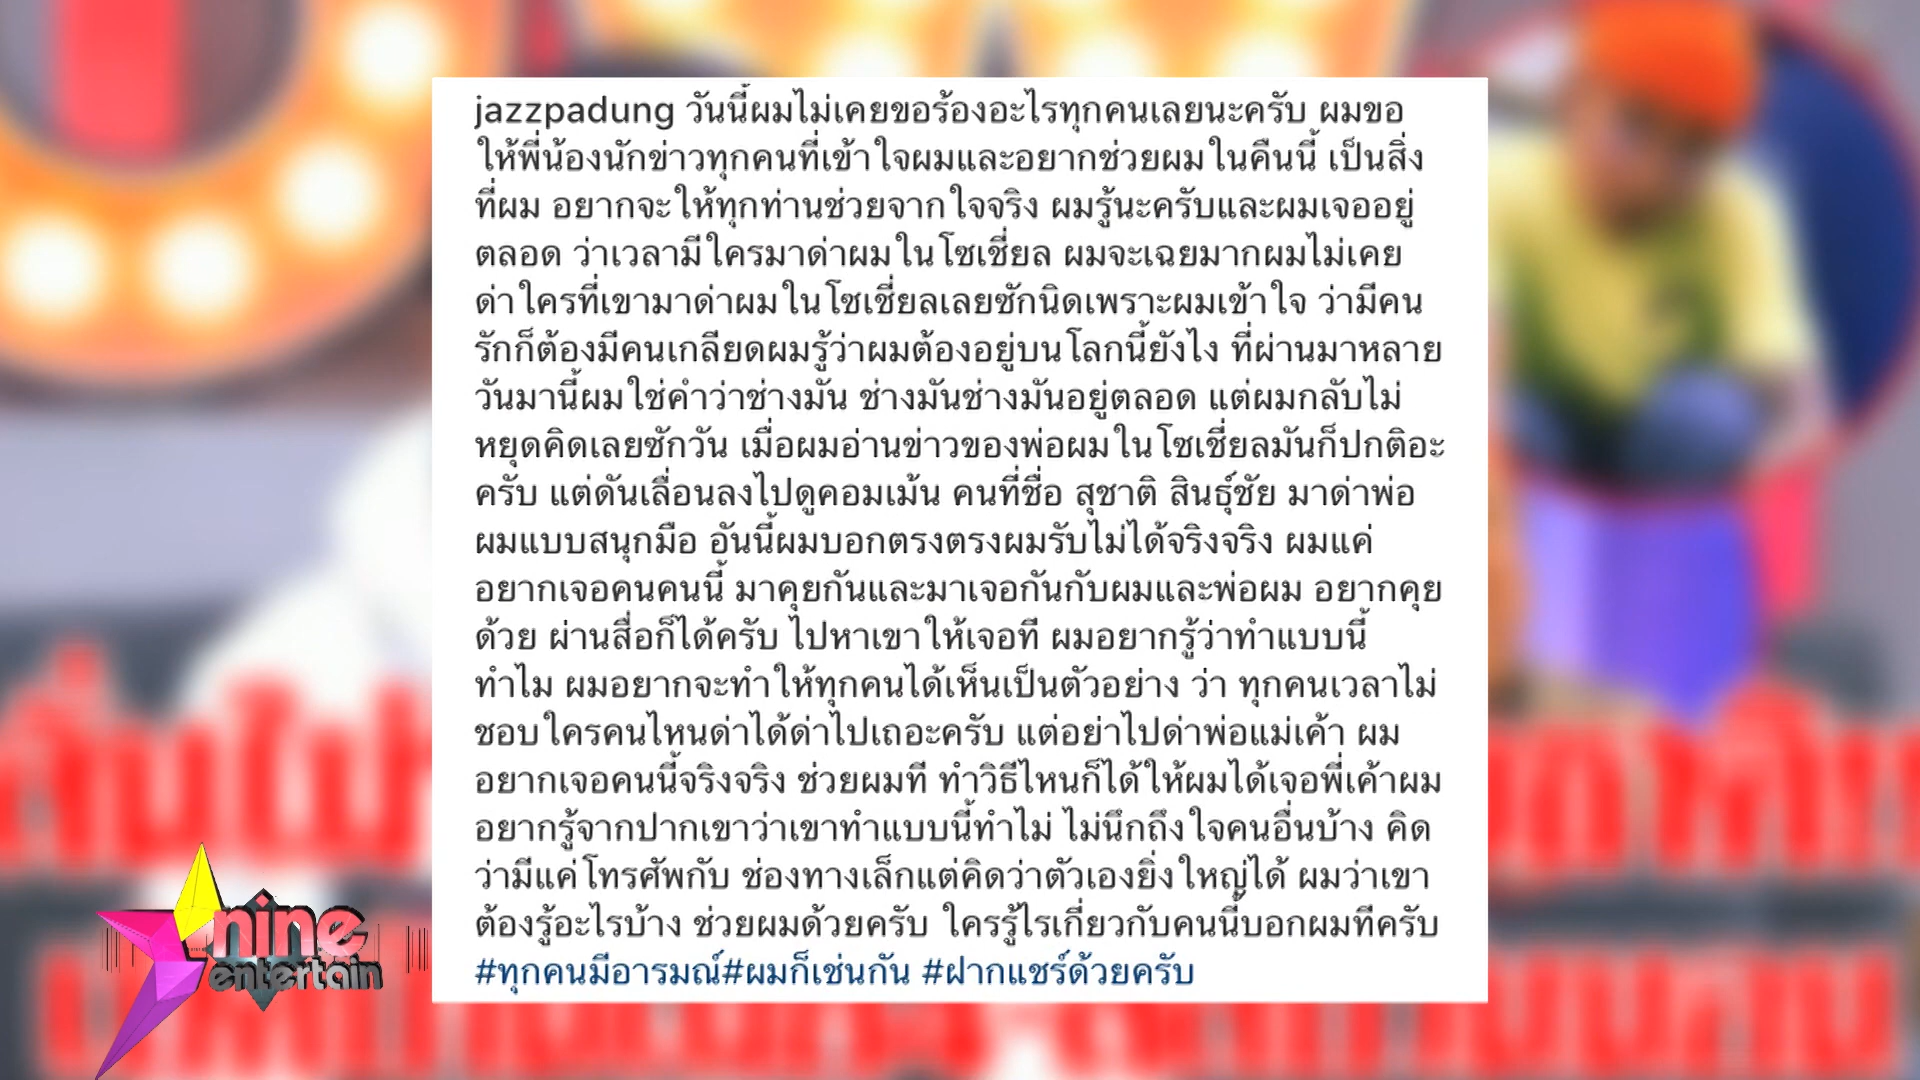 jazzpadung วันนี้ผมไม่เคยขอร้องอะไรทุกคนเลยนะครับ ผมขอ
ให้พี่น้องนักข่าวทุกคนที่เข้าใจผมและอยากช่วยผมในคืนนี้ เป็นสิ่ง
ที่ผม อยากจะให้ทุกท่านช่วยจากใจจริง ผมรู้นะครับและผมเจออยู่
ตลอด ว่าเวลามีใครมาด่าผมในโซเชี่ยล ผมจะเฉยมากผมไม่เคย
ด่าใครที่เขามาด่าผมในโซเชี่ยลเลยซักนิดเพราะผมเข้าใจ ว่ามีคน
รักก็ต้องมีคนเกลียดผมรู้ว่าผมต้องอยู่บนโลกนี้ยังไง ที่ผ่านมาหลาย
วันมานี้ผมใช่คำว่าช่างมัน ช่างมันช่างมันอยู่ตลอด แต่ผมกลับไม่
หยุดคิดเลยซักวัน เมื่อผมอ่านข่าวของพ่อผมในโซเชี่ยลมันก็ปกติอะ
ครับ แต่ดันเลื่อนลงไปดูคอมเม้น คนที่ชื่อ สุชาติ สินธุ์ชัย มาด่าพ่อ
ผมแบบสนุกมือ อันนี้ผมบอกตรงตรงผมรับไม่ได้จริงจริง ผมแค่
อยากเจอคนคนนี้ มาคุยกันและมาเจอกันกับผมและพ่อผม อยากคุย
ด้วย ผ่านสื่อก็ได้ครับ ไปหาเขาให้เจอที ผมอยากรู้ว่าทำแบบนี้
ทำไม ผมอยากจะทำให้ทุกคนได้เห็นเป็นตัวอย่าง ว่า ทุกคนเวลาไม่
ชอบใครคนไหนด่าได้ด่าไปเถอะครับ แต่อย่าไปด่าพ่อแม่เค้า ผม
อยากเจอคนนี้จริงจริง ช่วยผมที ทำวิธีไหนก็ได้ให้ผมได้เจอพี่เค้าผม
อยากรู้จากปากเขาว่าเขาทำแบบนี้ทำไม่ ไม่นึกถึงใจคนอื่นบ้าง คิด
ว่ามีแค่โทรศัพกับ ช่องทางเล็กแต่คิดว่าตัวเองยิ่งใหญ่ได้ ผมว่าเขา
ต้องรู้อะไรบ้าง ช่วยผมด้วยครับ ใครรู้ไรเกี่ยวกับคนนี้บอกผมทีครับ
#ทุกคนมีอารมณ์#ผมก็เช่นกัน #ฝากแชร์ด้วยครับ
nine
entertain